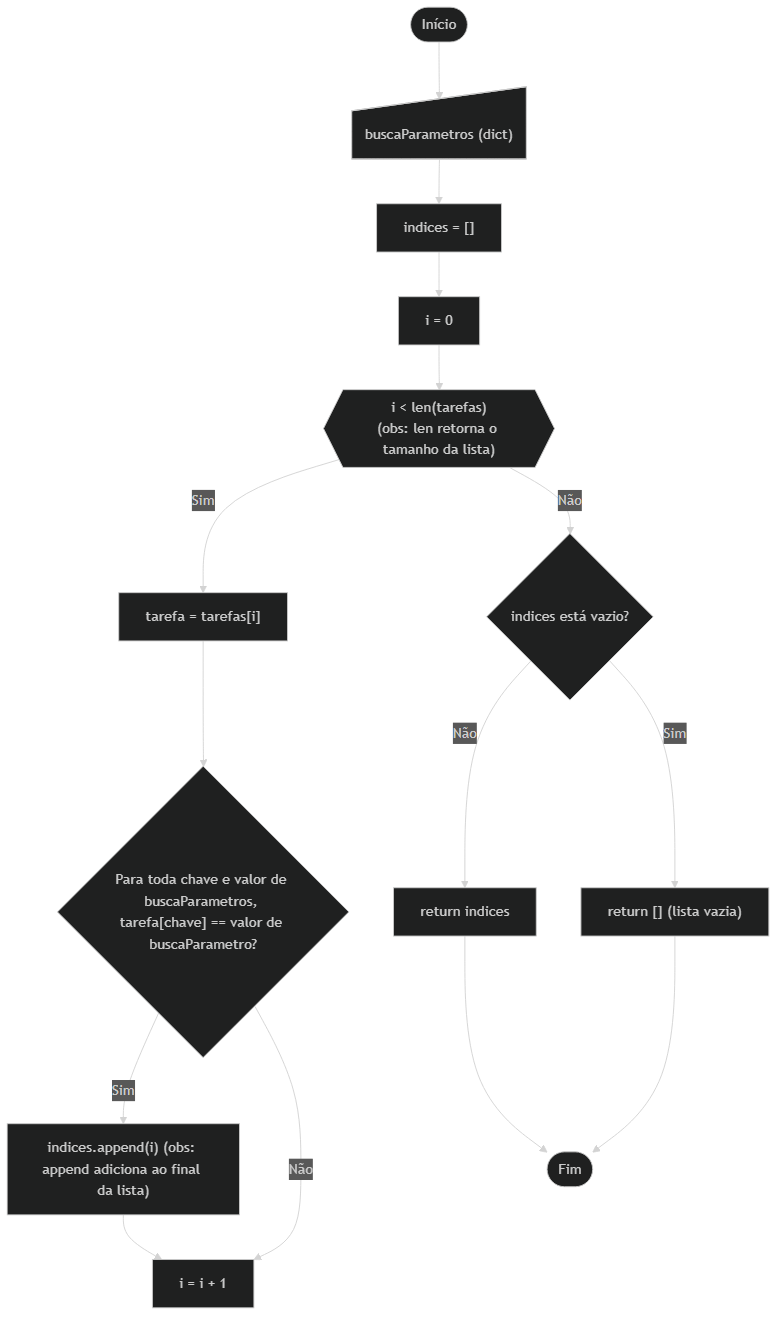 Início
buscaParametros (dict)
indices = []
i = 0
i < len(tarefas)
(obs: len retorna o
tamanho da lista)
Sim
Não
tarefa = tarefas[i]
indices está vazio?
Não
Sim
Para toda chave e valor de
buscaParametros,
tarefa[chave] == valor de
buscaParametro?
return indices
return [] (lista vazia)
Sim
indices.append(i) (obs:
append adiciona ao final
da lista)
Não
Fim
i = i + 1